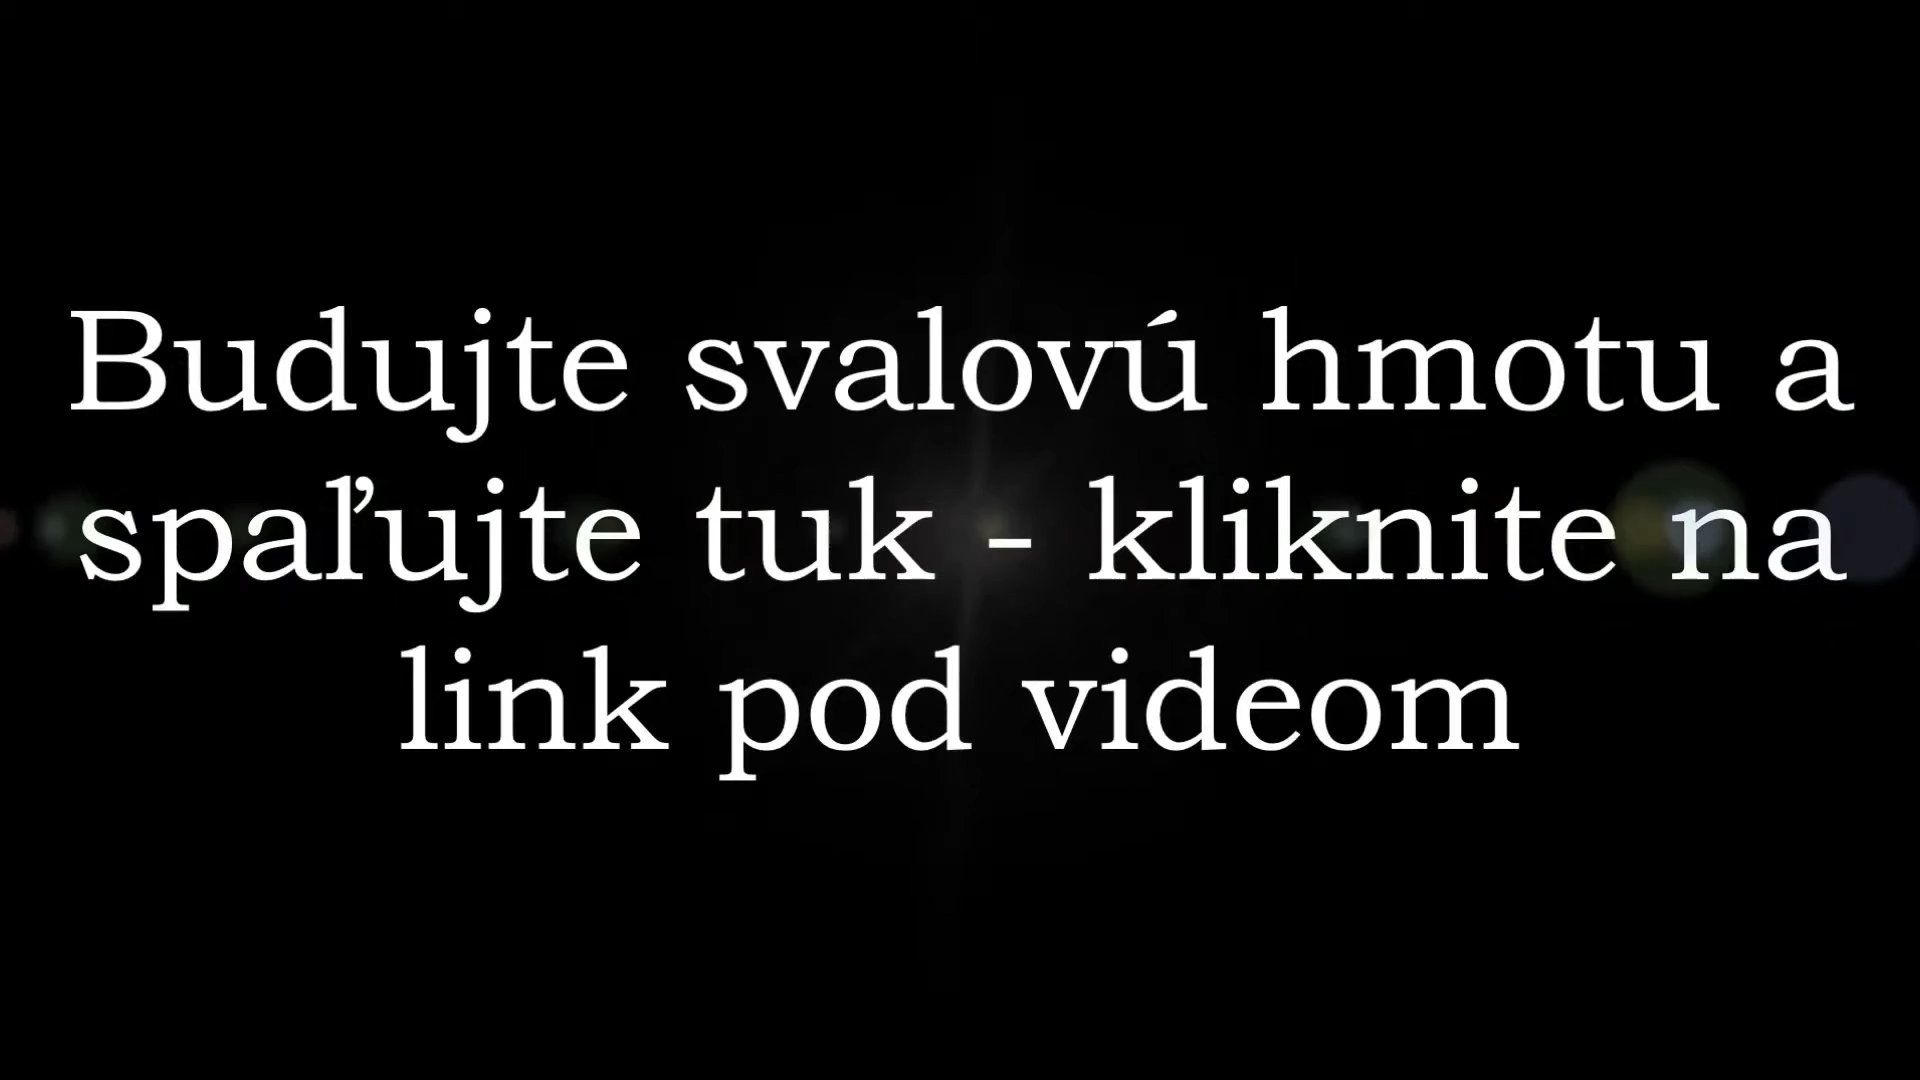 Budujte svalovú hmotu a
spaľujte tuk - kliknite na
link pod videom